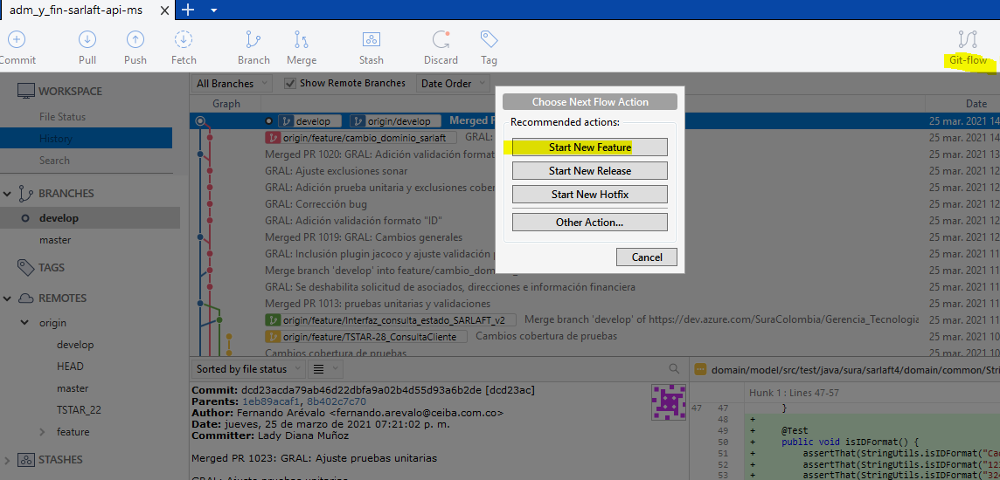 adm_y_fin-sarlaft-api-ms
Commit Pull Push Fetch Branch Merge Stash Discard Tag Git-flow
WORKSPACE
File Status
History
Search
BRANCHES
develop
master
TAGS
REMOTES
origin
develop
HEAD
master
TSTAR_22
feature
STASHES
All Branches Show Remote Branches Date Order
Graph Date
develop origin/develop Merged 25 mar. 2021 14
origin/feature/cambio_dominio_sarlaft GRAL: 25 mar. 2021 14
Merged PR 1020: GRAL: Adición validación format 25 mar. 2021 13
GRAL: Ajuste exclusiones sonar 25 mar. 2021 12
GRAL: Adición prueba unitaria y exclusiones cober 25 mar. 2021 12
GRAL: Corrección bug 25 mar. 2021 12
GRAL: Adición validación formato "ID" 25 mar. 2021 12
Merged PR 1019: GRAL: Cambios generales 25 mar. 2021 12
GRAL: Inclusión plugin jacoco y ajuste validación 25 mar. 2021 11
Merge branch 'develop' into feature/cambio_dom 25 mar. 2021 11
GRAL: Se deshabilita solicitud de asociados, direcciones e información financiera 25 mar. 2021 11
Merged PR 1013: pruebas unitarias y validaciones 25 mar. 2021 11
origin/feature/Interfaz_consulta_estado_SARLAFT_v2 Merge branch 'develop' of https://dev.azure.com/SuraColombia/Gerencia_Tecnologia 25 mar. 2021 11
origin/feature/TSTAR-28_ConsultaCliente Cambios cobertura de pruebas 25 mar. 2021 10
Cambios cobertura de pruebas 25 mar. 2021 10
Choose Next Flow Action
Recommended actions:
Start New Feature
Start New Release
Start New Hotfix
Other Action...
Cancel
Sorted by file status
Commit: dcd23acda79ab46d22dbfa9a02b4d55d93a6b2de [dcd23ac]
Parents: 1eb89acaf1, 8b402c7c70
Author: Fernando Arévalo <fernando.arevalo@ceiba.com.co>
Date: jueves, 25 de marzo de 2021 07:21:02 p. m.
Committer: Lady Diana Muñoz
Merged PR 1023: GRAL: Ajuste pruebas unitarias
GRAL: Ajuste pruebas unitarias
domain/model/src/test/java/sura/sarlaft4/domain/common/Stri
Hunk 1 : Lines 47-57
47 47 }
48 +
49 + @Test
50 + public void isIDFormat() {
51 + assertThat(StringUtils.isIDFormat("Ca
52 + assertThat(StringUtils.isIDFormat("12
53 + assertThat(StringUtils.isIDFormat("32